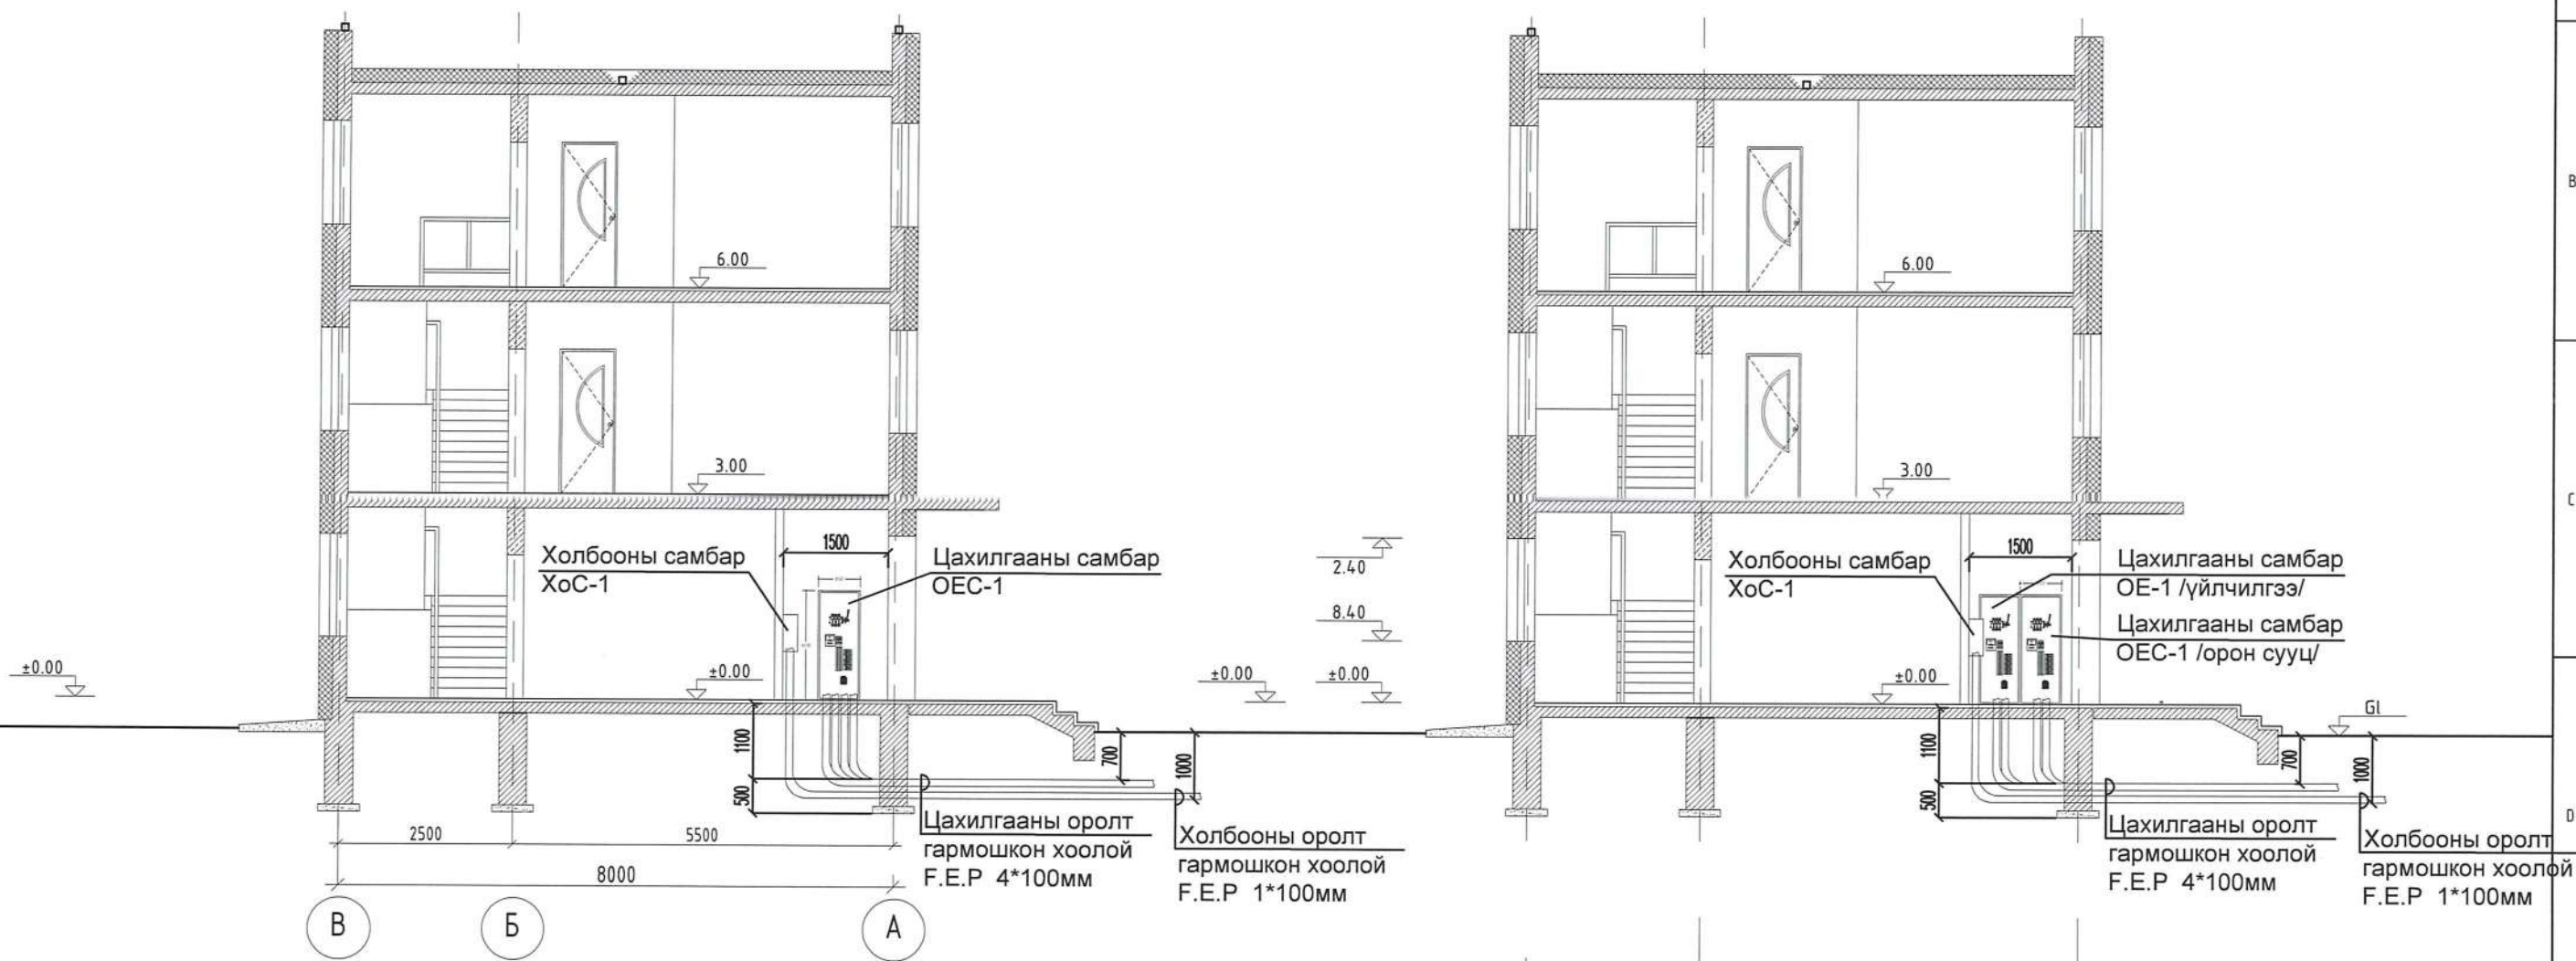 B
6.00
6.00
3.00
3.00
C
1500
Холбооны самбар
ХоС-1
Цахилгааны самбар
ОЕС-1
2.40
8.40
1500
Холбооны самбар
ХоС-1
Цахилгааны самбар
ОЕ-1 /үйлчилгээ/
Цахилгааны самбар
ОЕС-1 /орон сууц/
±0.00
±0.00
±0.00
±0.00
±0.00
Gl
1100
500
700
1000
1100
500
700
1000
D
Цахилгааны оролт
гармошкон хоолой
F.E.P 4*100мм
Холбооны оролт
гармошкон хоолой
F.E.P 1*100мм
Цахилгааны оролт
гармошкон хоолой
F.E.P 4*100мм
Холбооны оролт
гармошкон хоолой
F.E.P 1*100мм
2500
5500
8000
В
Б
А